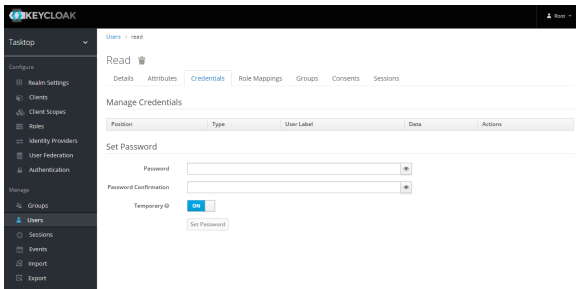 KEYCLOAK
Root
Tasktop
Configure
Realm Settings
Clients
Client Scopes
Roles
Identity Providers
User Federation
Authentication
Manage
Groups
Users
Sessions
Events
Import
Export
Users > read
Read
Details Attributes Credentials Role Mappings Groups Consents Sessions
Manage Credentials
Position Type User Label Data Actions
Set Password
Password
Password Confirmation
Temporary
ON
Set Password